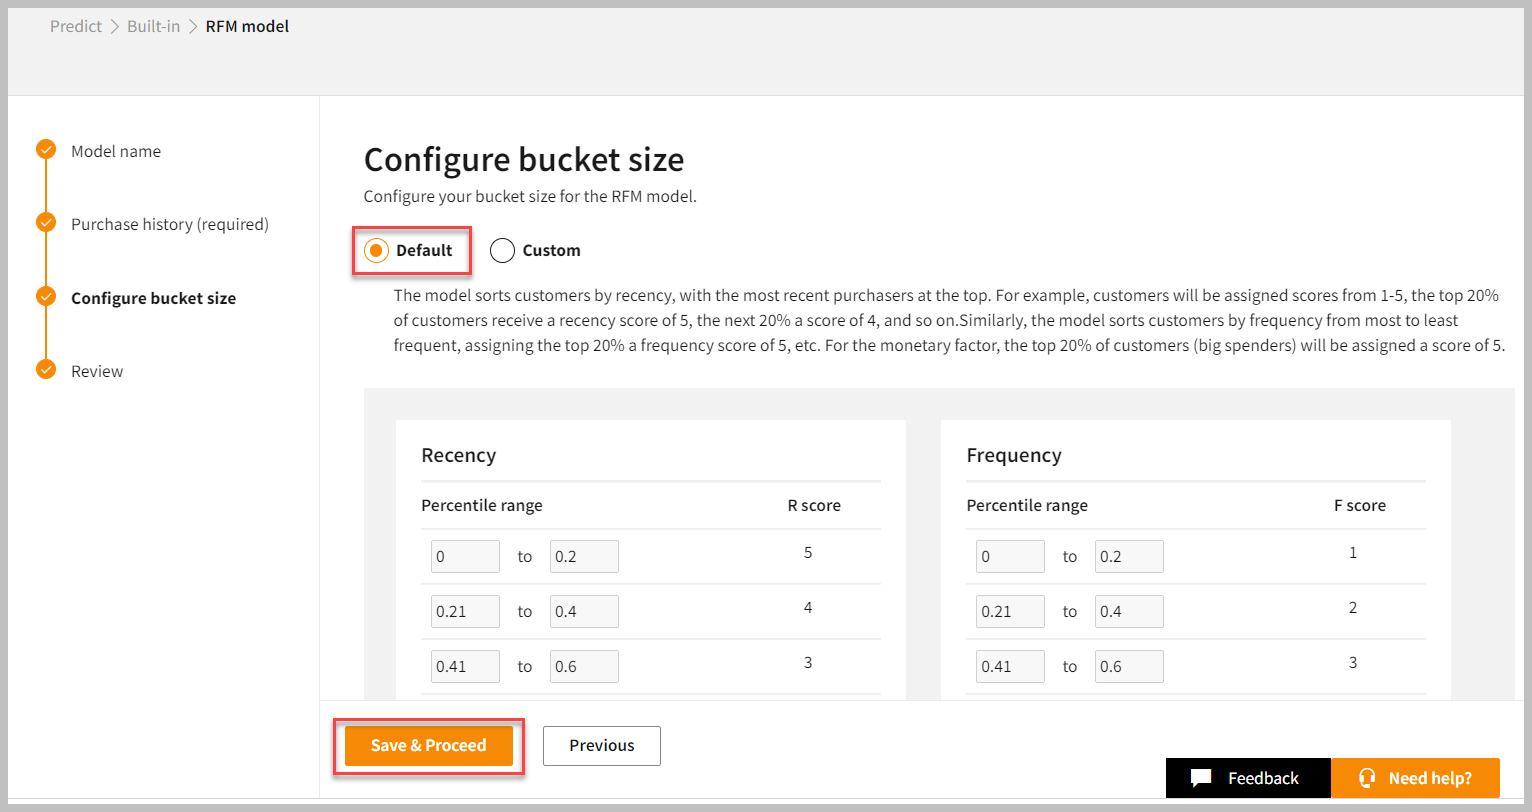 Predict > Built-in > RFM model
Model name
Purchase history (required)
Configure bucket size
Review
Configure bucket size
Configure your bucket size for the RFM model.
Default Custom
The model sorts customers by recency, with the most recent purchasers at the top. For example, customers will be assigned scores from 1-5, the top 20%
of customers receive a recency score of 5, the next 20% a score of 4, and so on.Similarly, the model sorts customers by frequency from most to least
frequent, assigning the top 20% a frequency score of 5, etc. For the monetary factor, the top 20% of customers (big spenders) will be assigned a score of 5.
Recency
Percentile range R score
0 to 0.2 5
0.21 to 0.4 4
0.41 to 0.6 3
Frequency
Percentile range F score
0 to 0.2 1
0.21 to 0.4 2
0.41 to 0.6 3
Save & Proceed Previous
Feedback Need help?